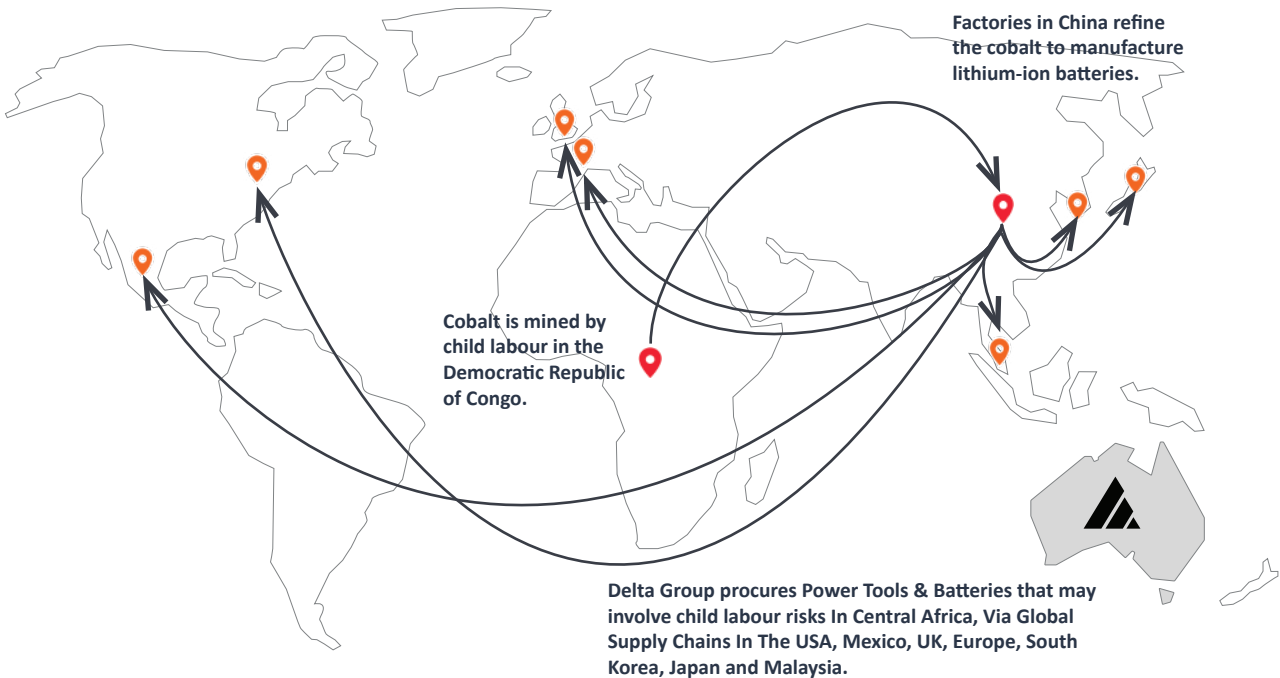 Factories in China refine
the cobalt to manufacture
lithium-ion batteries.
Cobalt is mined by
child labour in the
Democratic Republic
of Congo.
Delta Group procures Power Tools & Batteries that may
involve child labour risks In Central Africa, Via Global
Supply Chains In The USA, Mexico, UK, Europe, South
Korea, Japan and Malaysia.